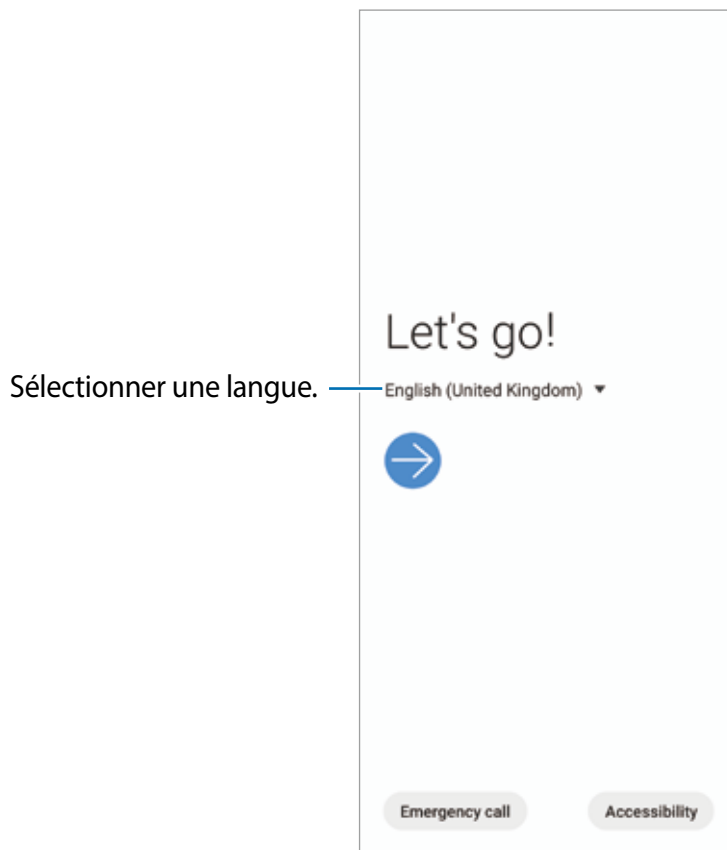 Let's go!
Sélectionner une langue.
English (United Kingdom)
Emergency call
Accessibility